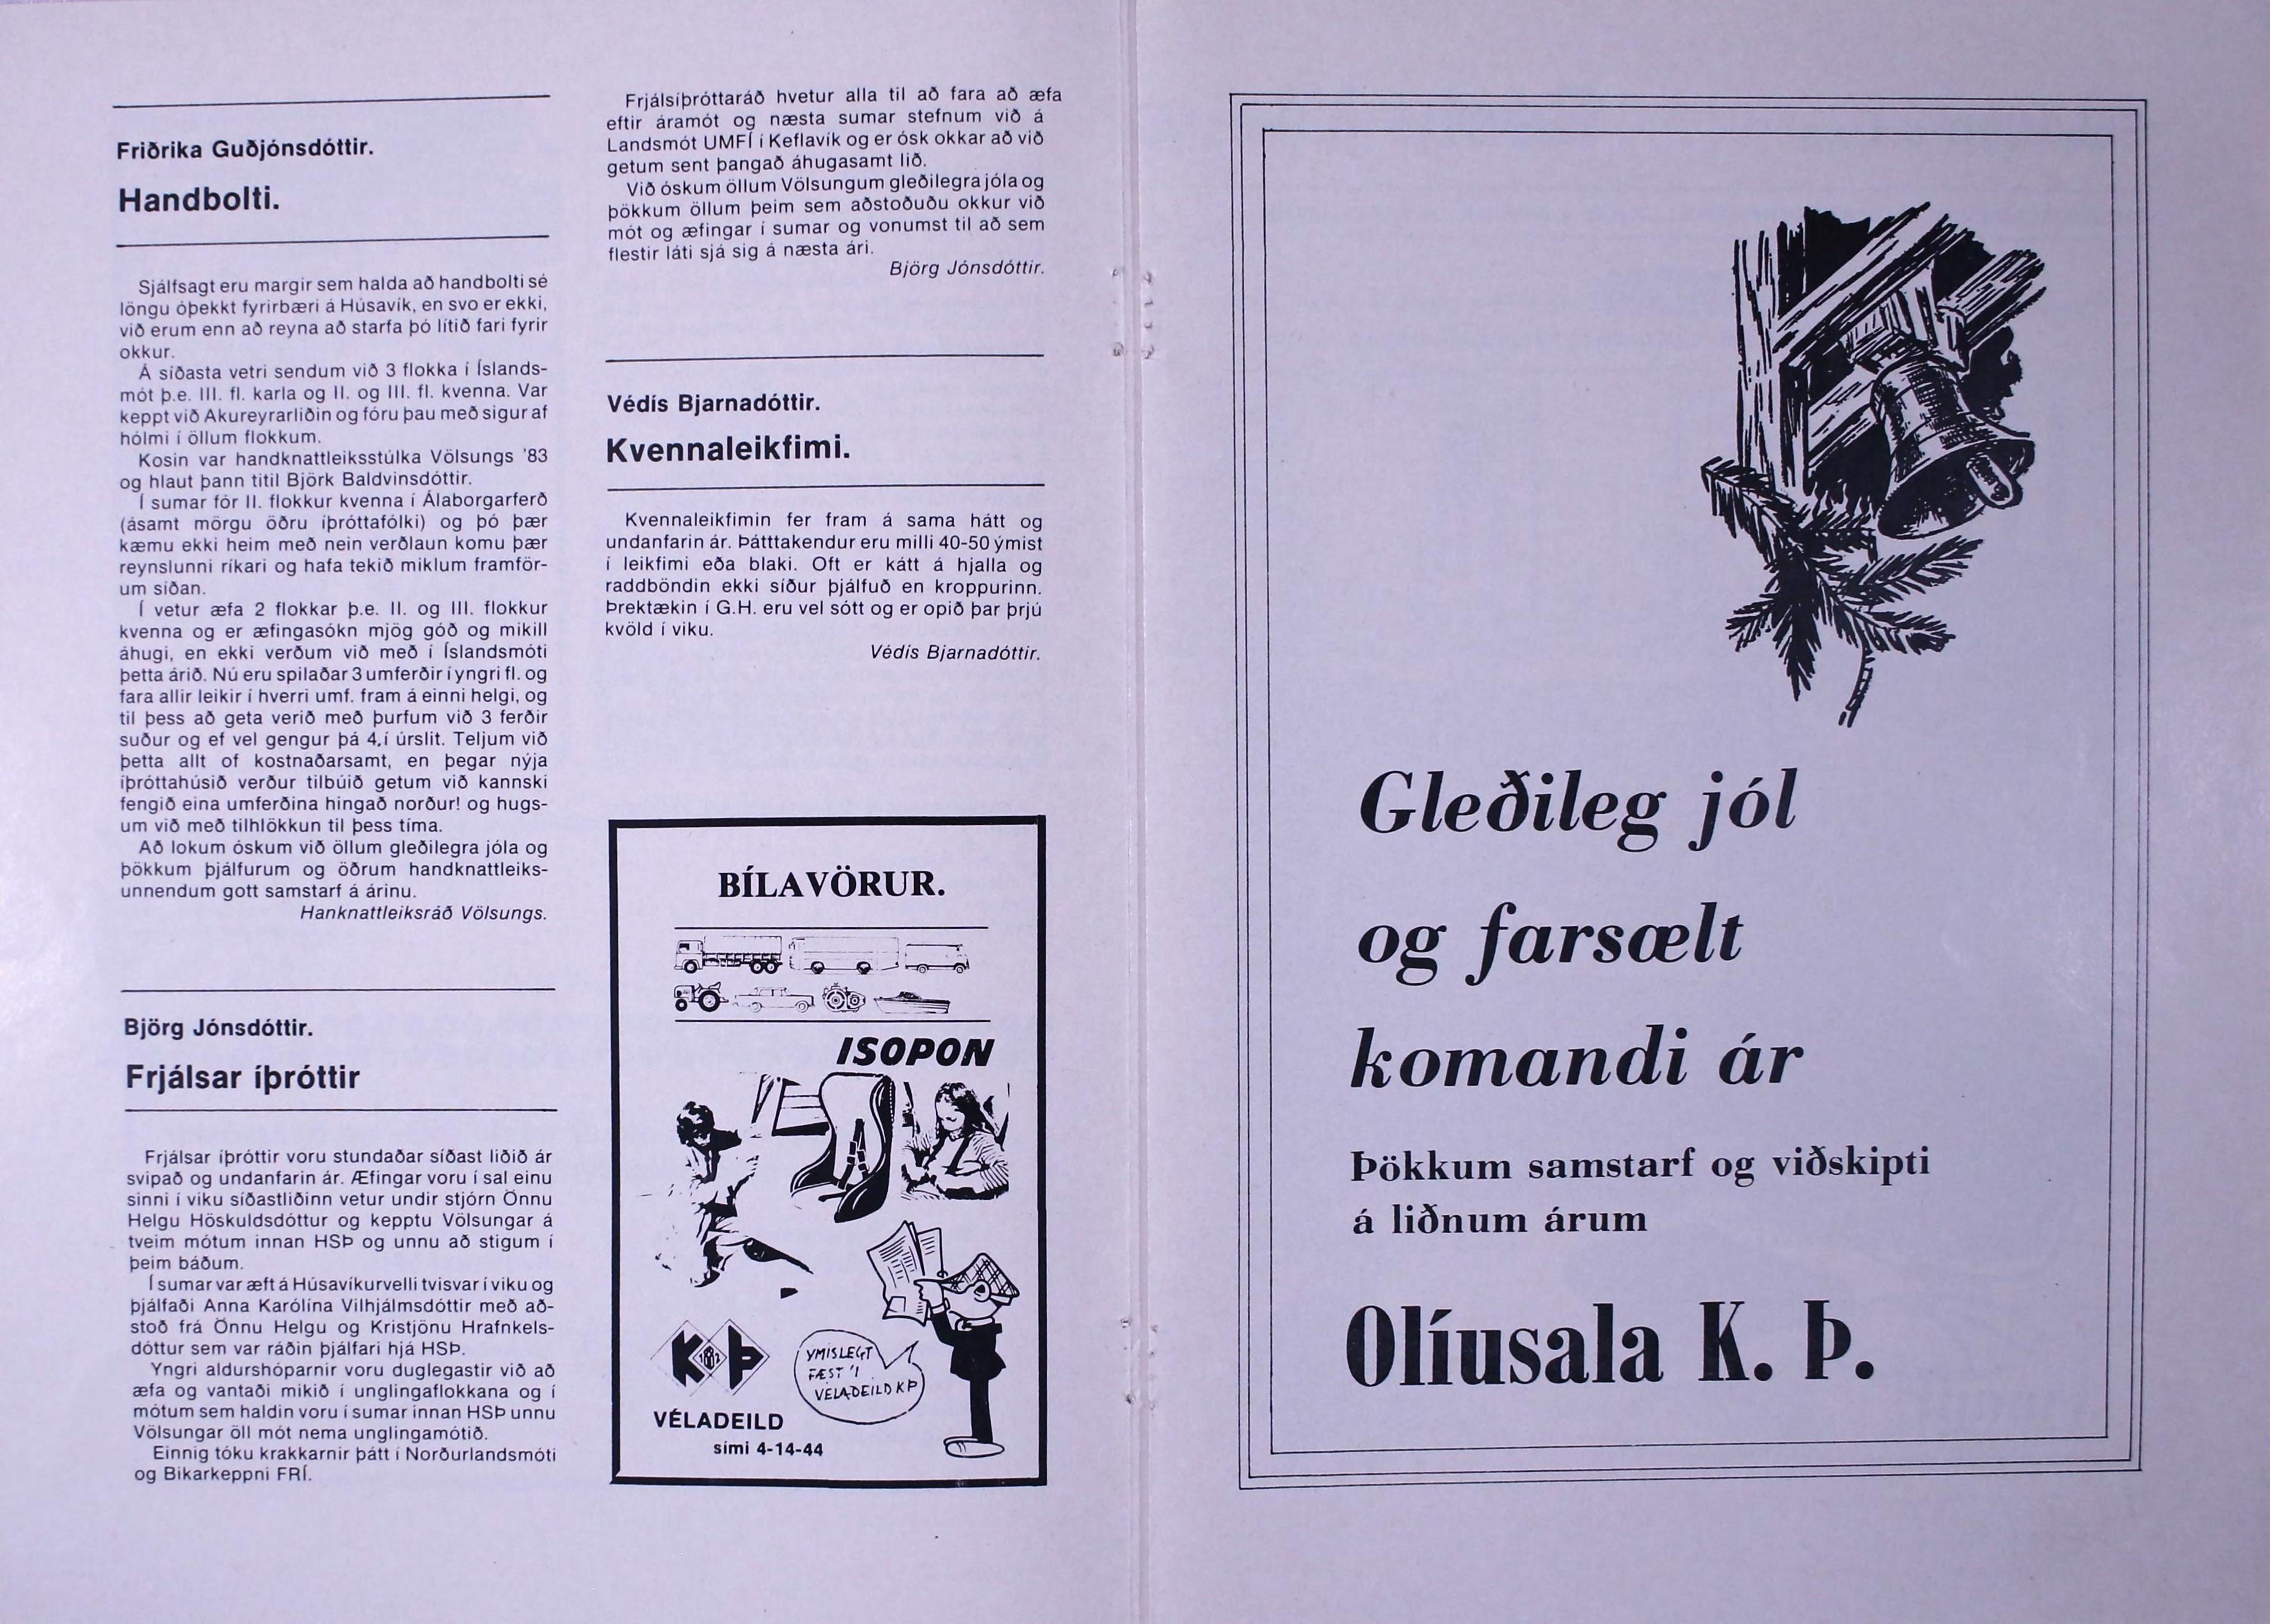 Friðrika Guðjónsdóttir.
Handbolti.
Sjálfsagt eru margir sem halda að handbolti sé
löngu óþekkt fyrirbæri á Húsavík, en svo er ekki,
við erum enn að reyna að starfa þó lítið fari fyrir
okkur.
Á síðasta vetri sendum við 3 flokka í Íslands-
mót þ.e. III. fl. karla og II. og III. fl. kvenna. Var
keppt við Akureyrarliðin og fóru þau með sigur af
hólmi í öllum flokkum.
Kosin var handknattleiksstúlka Völsungs '83
og hlaut þann titil Björk Baldvinsdóttir.
Í sumar fór II. flokkur kvenna í Álaborgarferð
(ásamt mörgu öðru íþróttafólki) og þó þær
kæmu ekki heim með nein verðlaun komu þær
reynslunni ríkari og hafa tekið miklum framför-
um síðan.
Í vetur æfa 2 flokkar þ.e. II. og III. flokkur
kvenna og er æfingasókn mjög góð og mikill
áhugi, en ekki verðum við með í Íslandsmóti
þetta árið. Nú eru spilaðar 3 umferðir í yngri fl. og
fara allir leikir í hverri umf. fram á einni helgi, og
til þess að geta verið með þurfum við 3 ferðir
suður og ef vel gengur þá 4.í úrslit. Teljum við
þetta allt of kostnaðarsamt, en þegar nýja
íþróttahúsið verður tilbúið getum við kannski
fengið eina umferðina hingað norður! og hugs-
um við með tilhlökkun til þess tíma.
Að lokum óskum við öllum gleðilegra jóla og
þökkum þjálfurum og öðrum handknattleiks-
unnendum gott samstarf á árinu.
Hanknattleiksráð Völsungs.
Björg Jónsdóttir.
Frjálsar íþróttir
Frjálsar íþróttir voru stundaðar síðast liðið ár
svipað og undanfarin ár. Æfingar voru í sal einu
sinni í viku síðastliðinn vetur undir stjórn Önnu
Helgu Höskuldsdóttur og kepptu Völsungar á
tveim mótum innan HSÞ og unnu að stigum í
þeim báðum.
Í sumar var æft á Húsavíkurvelli tvisvar í viku og
þjálfaði Anna Karólína Vilhjálmsdóttir með að-
stoð frá Önnu Helgu og Kristjönu Hrafnkels-
dóttur sem var ráðin þjálfari hjá HSÞ.
Yngri aldurshóparnir voru duglegastir við að
æfa og vantaði mikið í unglingaflokkana og í
mótum sem haldin voru í sumar innan HSÞ unnu
Völsungar öll mót nema unglingamótið.
Einnig tóku krakkarnir þátt í Norðurlandsmóti
og Bikarkeppni FRÍ.
Frjálsíþróttaráð hvetur alla til að fara að æfa
eftir áramót og næsta sumar stefnum við á
Landsmót UMFÍ í Keflavík og er ósk okkar að við
getum sent þangað áhugasamt lið.
Við óskum öllum Völsungum gleðilegra jóla og
þökkum öllum þeim sem aðstoðuðu okkur við
mót og æfingar í sumar og vonumst til að sem
flestir láti sjá sig á næsta ári.
Björg Jónsdóttir.
Védís Bjarnadóttir.
Kvennaleikfimi.
Kvennaleikfimin fer fram á sama hátt og
undanfarin ár. Þátttakendur eru milli 40-50 ýmist
í leikfimi eða blaki. Oft er kátt á hjalla og
raddböndin ekki síður þjálfuð en kroppurinn.
Þrektækin í G.H. eru vel sótt og er opið þar þrjú
kvöld í viku.
Védís Bjarnadóttir.
BÍLAVÖRUR.
ISOPON
K 1882 Þ
YMISLEGT
FÆST Í
VELADEILD KÞ
VÉLADEILD
sími 4-14-44
Gleðileg jól
og farsælt
komandi ár
Þökkum samstarf og viðskipti
á liðnum árum
Olíusala K. Þ.